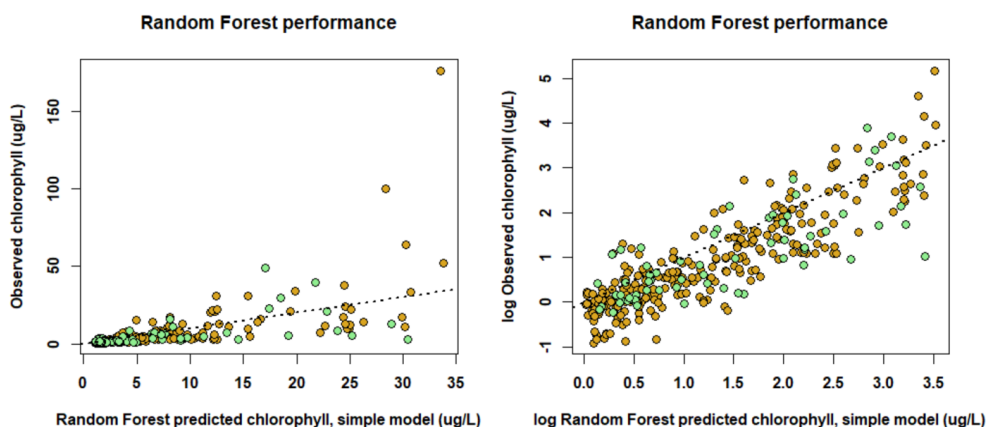 Random Forest performance
Observed chlorophyll (ug/L)
150
100
50
0
0 5 10 15 20 25 30 35
Random Forest predicted chlorophyll, simple model (ug/L)
Random Forest performance
log Observed chlorophyll (ug/L)
5
4
3
2
1
0
-1
0.0 0.5 1.0 1.5 2.0 2.5 3.0 3.5
log Random Forest predicted chlorophyll, simple model (ug/L)